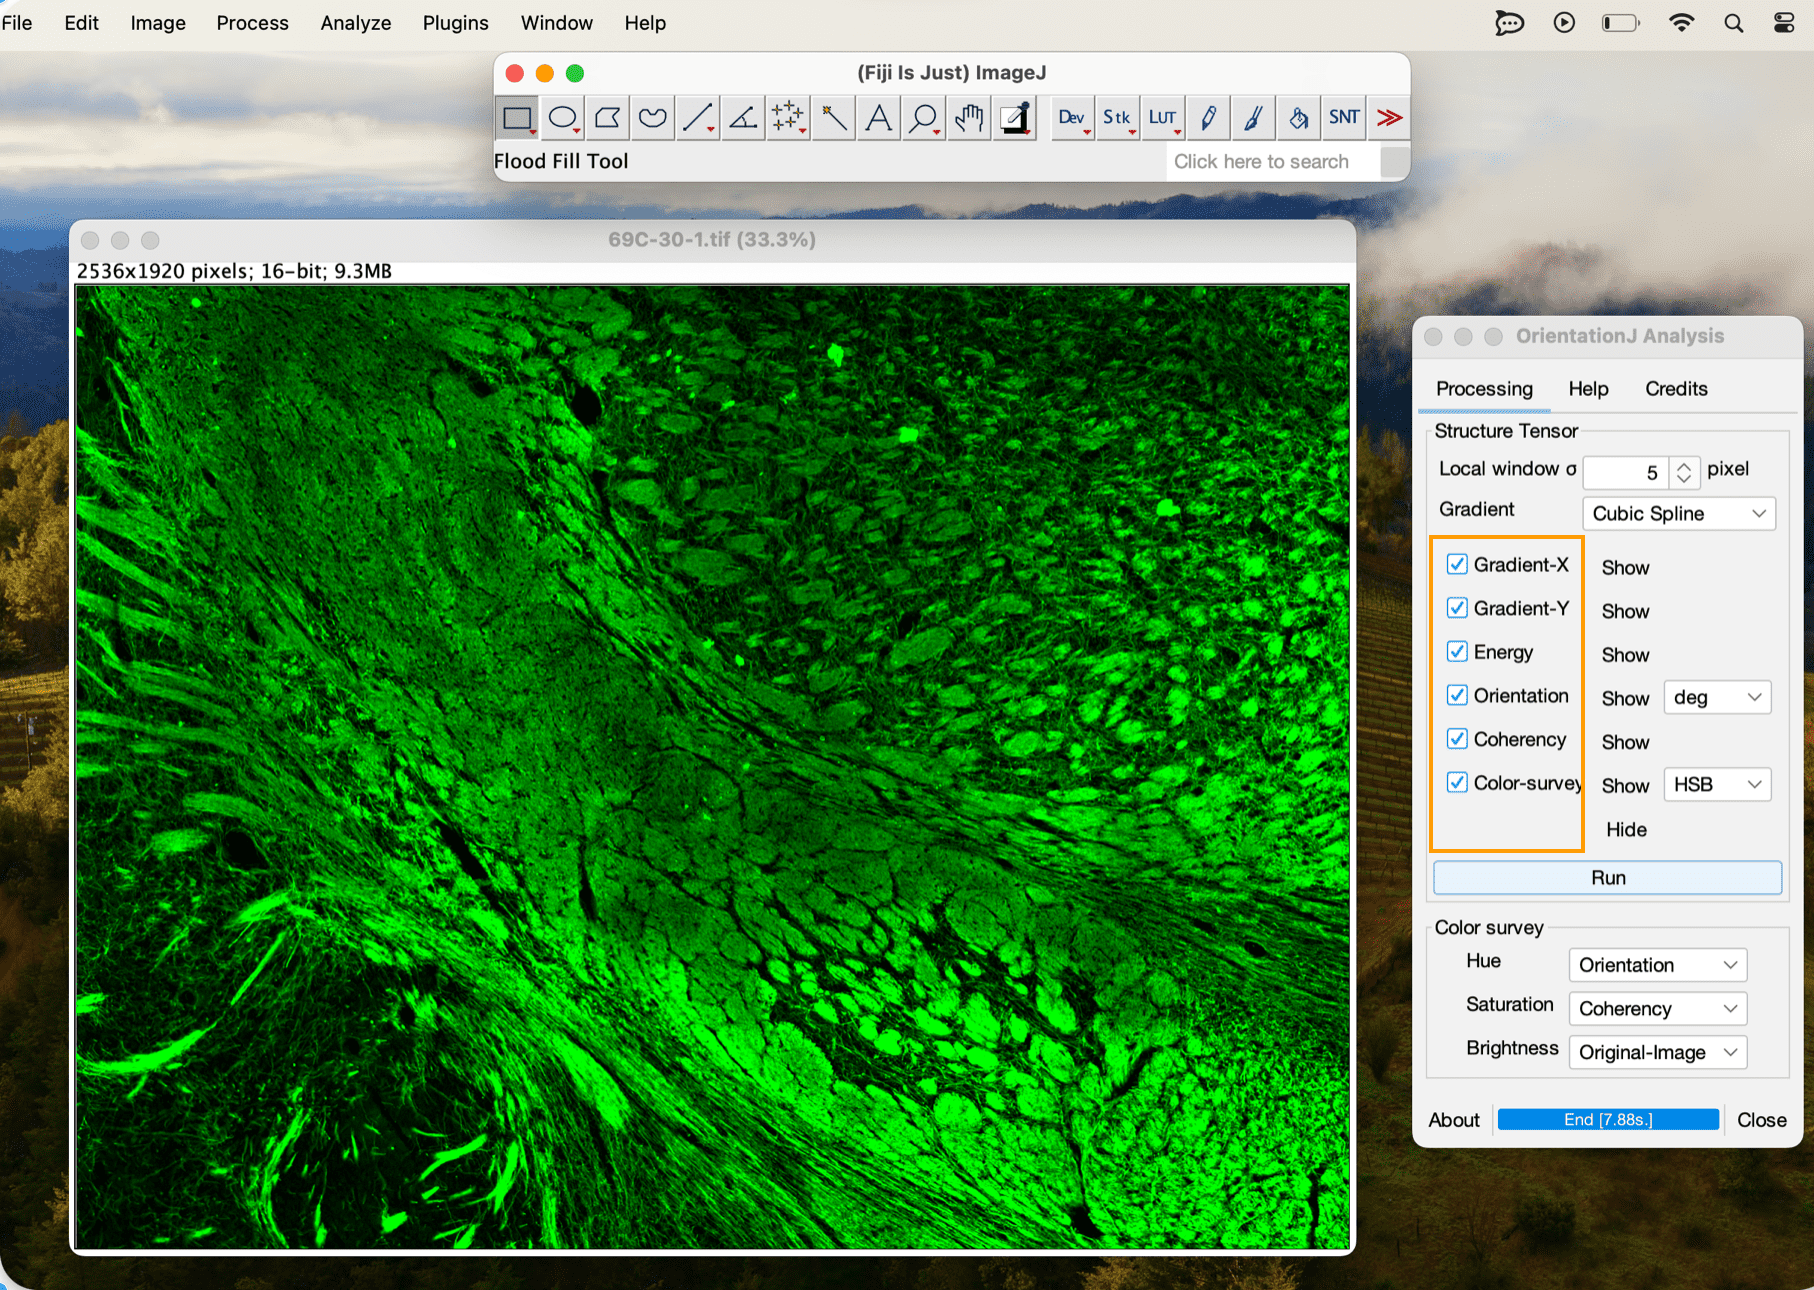 File Edit Image Process Analyze Plugins Window Help
(Fiji Is Just) ImageJ
Dev Stk LUT SNT
Flood Fill Tool
Click here to search
69C-30-1.tif (33.3%)
2536x1920 pixels; 16-bit; 9.3MB
OrientationJ Analysis
Processing Help Credits
Structure Tensor
Local window σ 5 pixel
Gradient Cubic Spline
Gradient-X Show
Gradient-Y Show
Energy Show
Orientation Show deg
Coherency Show
Color-survey Show HSB
Hide
Run
Color survey
Hue Orientation
Saturation Coherency
Brightness Original-Image
About End [7.88s.] Close